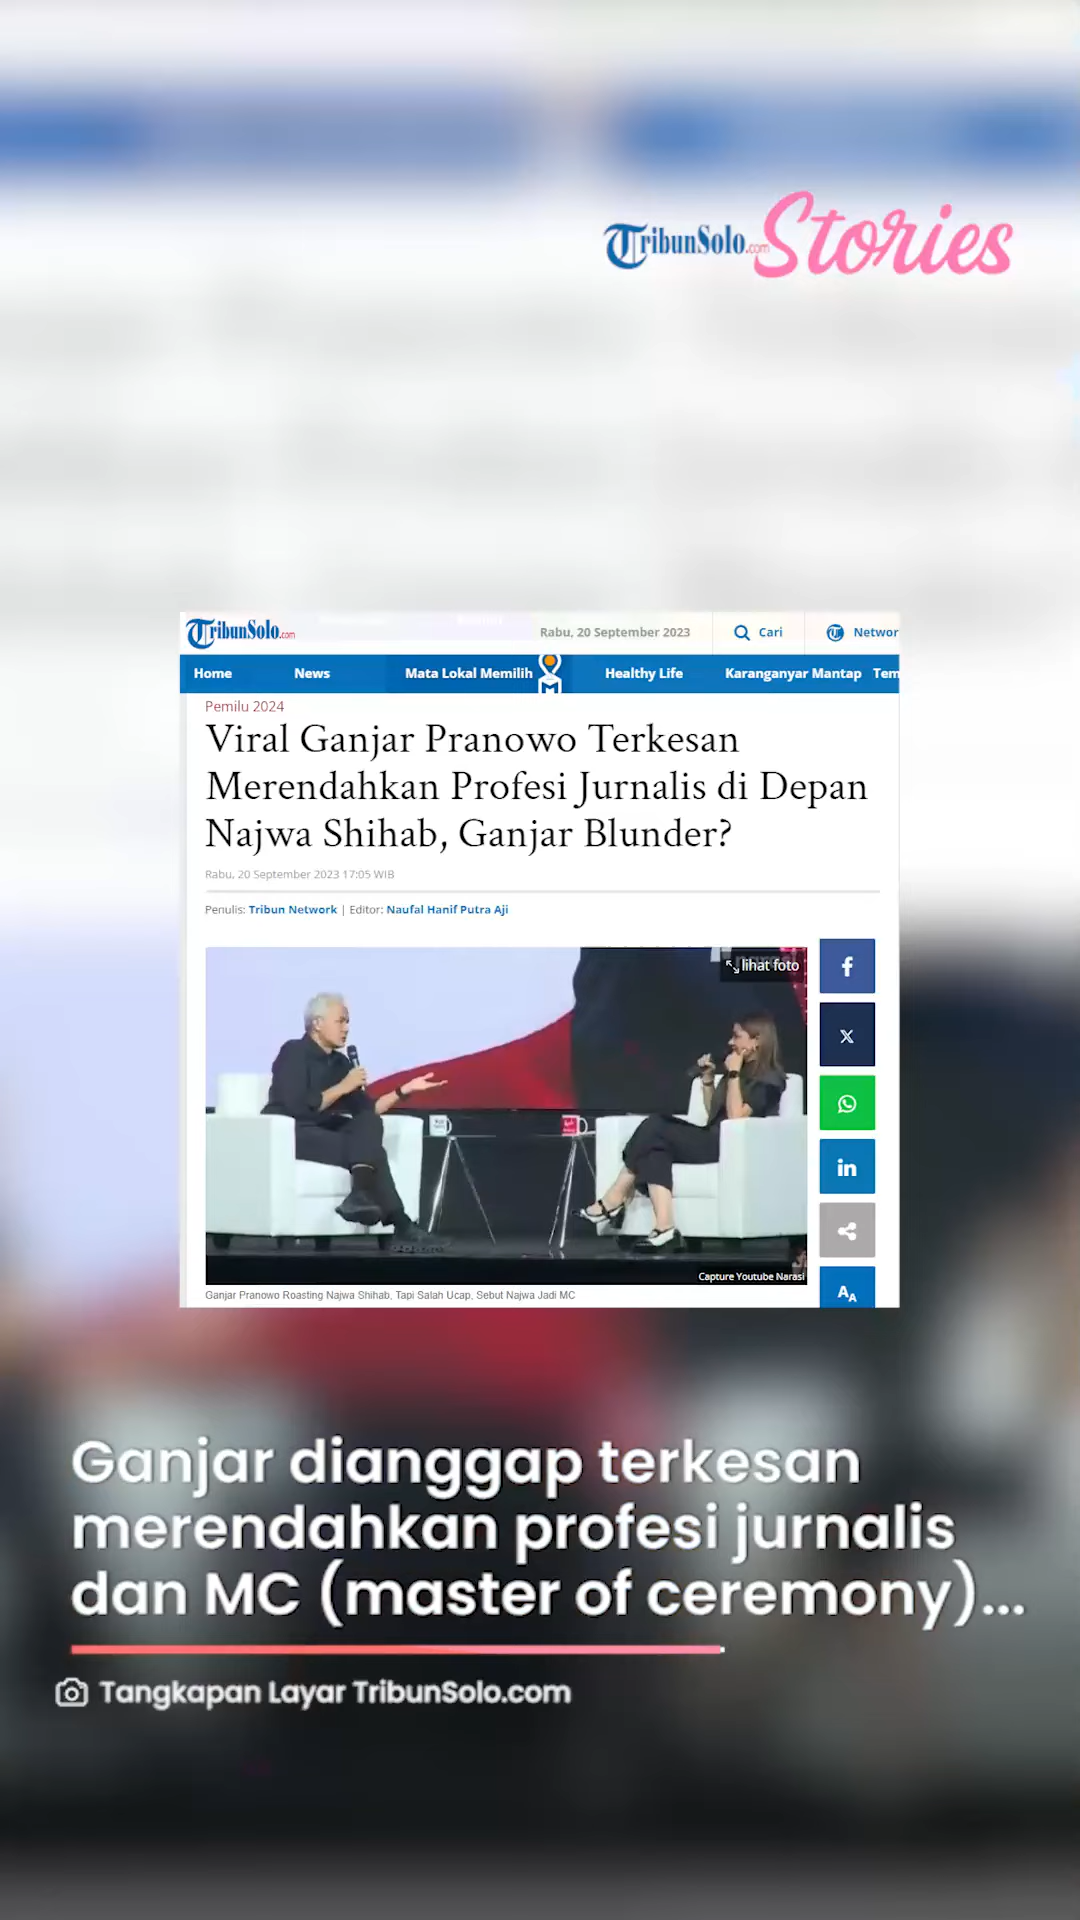 TribunSolo.com Stories
TribunSolo.com
Rabu, 20 September 2023
Cari
Networ
Home
News
Mata Lokal Memilih
Healthy Life
Karanganyar Mantap
Tem
Pemilu 2024
Viral Ganjar Pranowo Terkesan
Merendahkan Profesi Jurnalis di Depan
Najwa Shihab, Ganjar Blunder?
Rabu, 20 September 2023 17:05 WIB
Penulis: Tribun Network | Editor: Naufal Hanif Putra Aji
lihat foto
Capture Youtube Narasi
Ganjar Pranowo Roasting Najwa Shihab, Tapi Salah Ucap, Sebut Najwa Jadi MC
Ganjar dianggap terkesan
merendahkan profesi jurnalis
dan MC (master of ceremony)...
Tangkapan Layar TribunSolo.com